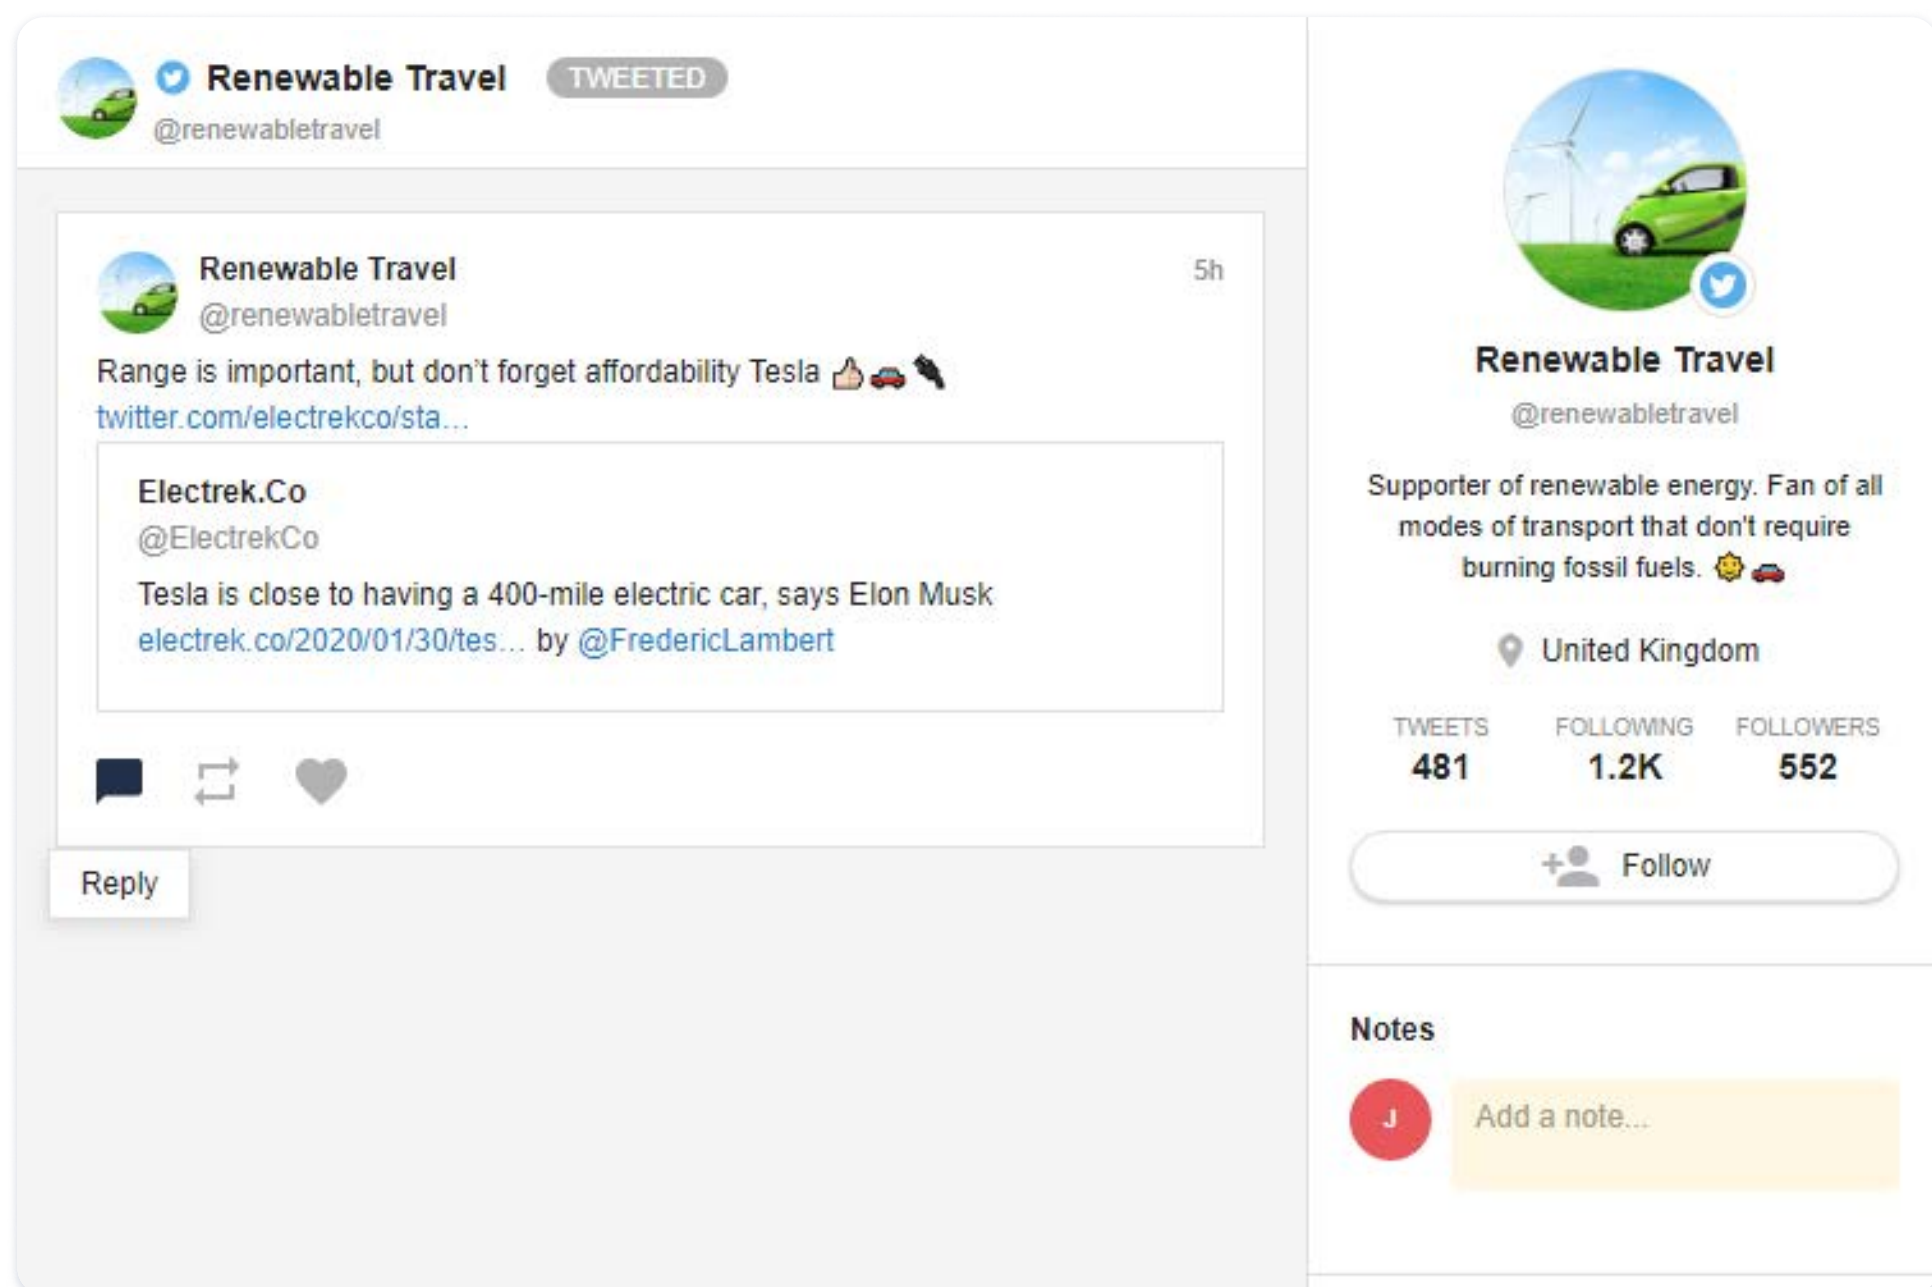 Renewable Travel TWEETED
@renewabletravel
Renewable Travel 5h
@renewabletravel
Range is important, but don't forget affordability Tesla 👍🏻🚗🔌
twitter.com/electrekco/sta...
Electrek.Co
@ElectrekCo
Tesla is close to having a 400-mile electric car, says Elon Musk
electrek.co/2020/01/30/tes... by @FredericLambert
Reply
Renewable Travel
@renewabletravel
Supporter of renewable energy. Fan of all
modes of transport that don't require
burning fossil fuels. 🌞🚗
United Kingdom
TWEETS FOLLOWING FOLLOWERS
481 1.2K 552
Follow
Notes
J
Add a note...